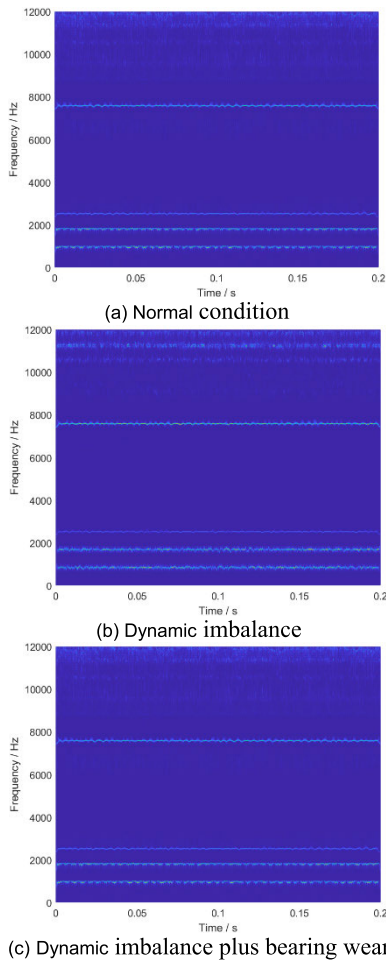 12000
10000
8000
6000
4000
2000
0
Frequency / Hz
0 0.05 0.1 0.15 0.2
Time / s
(a) Normal condition
12000
10000
8000
6000
4000
2000
0
Frequency / Hz
0 0.05 0.1 0.15 0.2
Time / s
(b) Dynamic imbalance
12000
10000
8000
6000
4000
2000
0
Frequency / Hz
0 0.05 0.1 0.15 0.2
Time / s
(c) Dynamic imbalance plus bearing wear